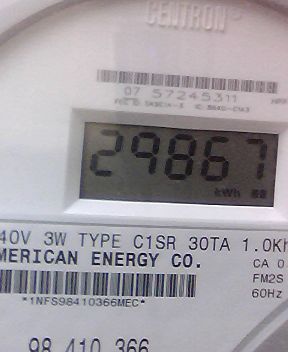 CENTRON®
07 57245311
29867
kWh
40V 3W TYPE C1SR 30TA 1.0Kh
MERICAN ENERGY CO.
CA 0
FM2S
60Hz
*1NFS98410366MEC*
98 410 366